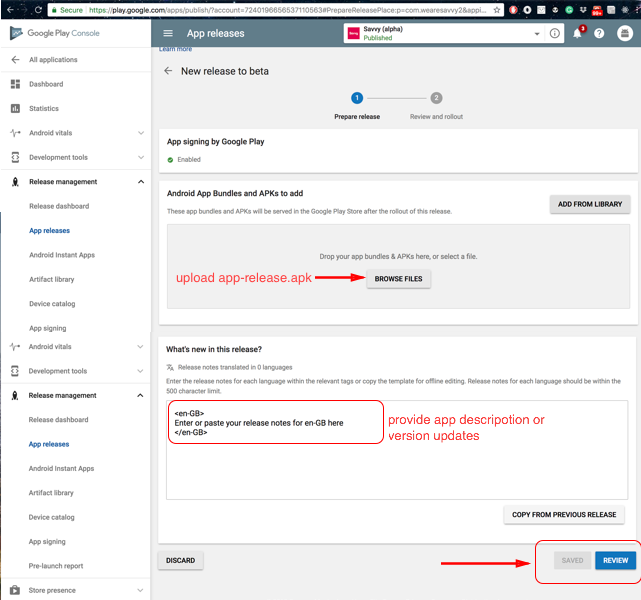 Secure https://play.google.com/apps/publish/?account=7240196656537110563#PrepareReleasePlace:p=com.wearesavvy2&appi...
Google Play Console
App releases
Savvy (alpha)
Published
3
Learn more
All applications
Dashboard
Statistics
Android vitals
Development tools
Release management
Release dashboard
App releases
Android Instant Apps
Artifact library
Device catalog
App signing
Android vitals
Development tools
Release management
Release dashboard
App releases
Android Instant Apps
Artifact library
Device catalog
App signing
Pre-launch report
Store presence
New release to beta
1
2
Prepare release
Review and rollout
App signing by Google Play
Enabled
Android App Bundles and APKs to add
ADD FROM LIBRARY
These app bundles and APKs will be served in the Google Play Store after the rollout of this release.
Drop your app bundles & APKs here, or select a file.
upload app-release.apk
BROWSE FILES
What's new in this release?
Release notes translated in 0 languages
Enter the release notes for each language within the relevant tags or copy the template for offline editing. Release notes for each language should be within the
500 character limit.
<en-GB>
Enter or paste your release notes for en-GB here
</en-GB>
provide app descripotion or
version updates
COPY FROM PREVIOUS RELEASE
DISCARD
SAVED
REVIEW